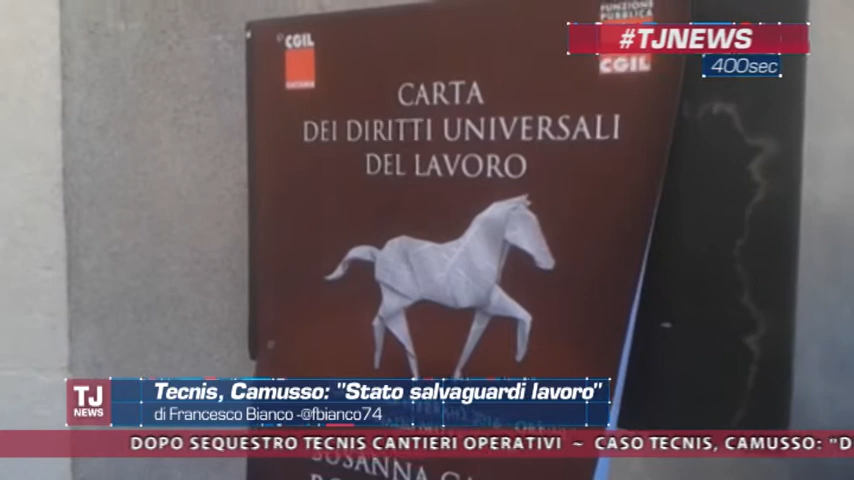 CGIL
FUNZIONE
PUBBLICA
CGIL
#TJNEWS
400sec
CARTA
DEI DIRITTI UNIVERSALI
DEL LAVORO
TJ
NEWS
Tecnis, Camusso: "Stato salvaguardi lavoro"
di Francesco Bianco -@fbianco74
DOPO SEQUESTRO TECNIS CANTIERI OPERATIVI ~ CASO TECNIS, CAMUSSO: "D
SUSANNA